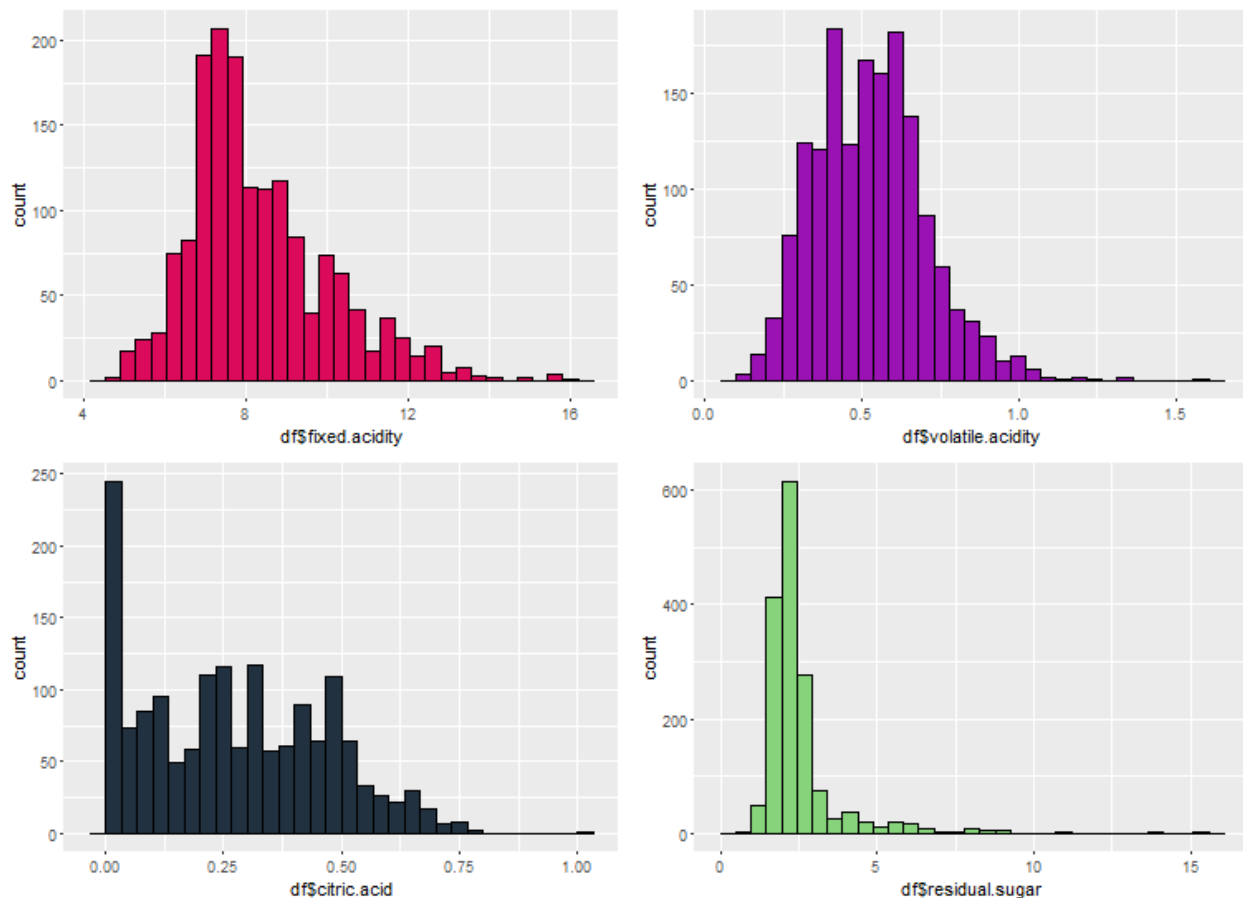 200
150
100
50
0
count
4 8 12 16
df$fixed.acidity
150
100
50
0
count
0.0 0.5 1.0 1.5
df$volatile.acidity
250
200
150
100
50
0
count
0.00 0.25 0.50 0.75 1.00
df$citric.acid
600
400
200
0
count
0 5 10 15
df$residual.sugar